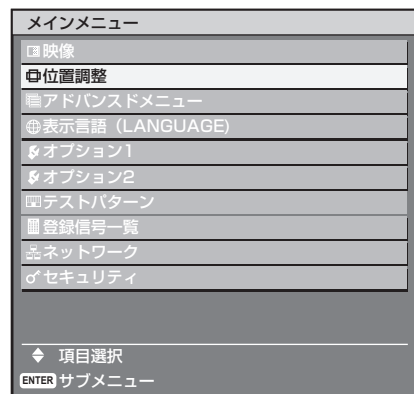 メインメニュー
映像
位置調整
アドバンスドメニュー
表示言語（LANGUAGE)
オプション1
オプション2
テストパターン
登録信号一覧
ネットワーク
セキュリティ
項目選択
ENTER サブメニュー